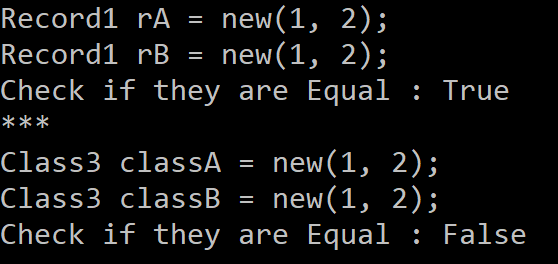 Record1 rA = new(1, 2);
Record1 rB = new(1, 2);
Check if they are Equal : True
***
Class3 classA = new(1, 2);
Class3 classB = new(1, 2);
Check if they are Equal : False